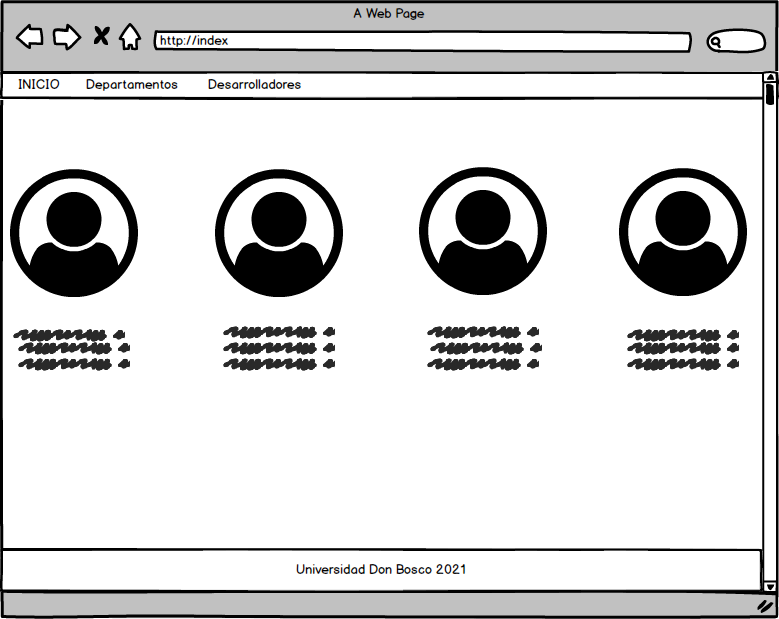 A Web Page
http://index
INICIO Departamentos Desarrolladores
Universidad Don Bosco 2021